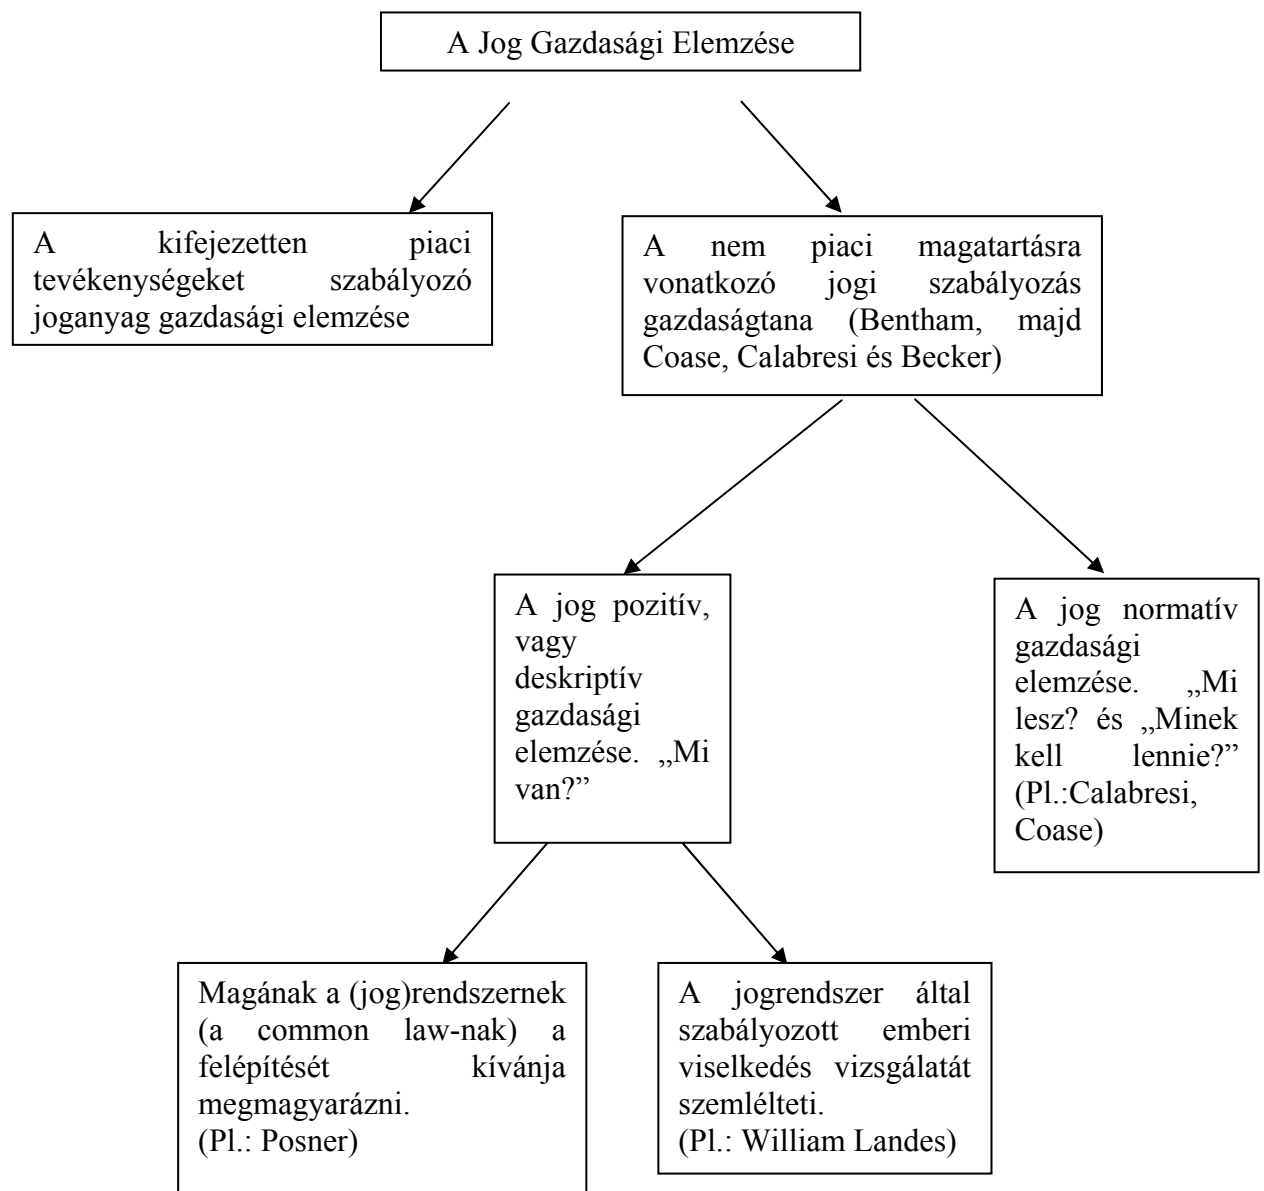 A Jog Gazdasági Elemzése
A kifejezetten piaci
tevékenységeket szabályozó
joganyag gazdasági elemzése
A nem piaci magatartásra
vonatkozó jogi szabályozás
gazdaságtana (Bentham, majd
Coase, Calabresi és Becker)
A jog pozitív,
vagy
deskriptív
gazdasági
elemzése. „Mi
van?”
A jog normatív
gazdasági
elemzése. „Mi
lesz? és „Minek
kell lennie?”
(Pl.:Calabresi,
Coase)
Magának a (jog)rendszernek
(a common law-nak) a
felépítését kívánja
megmagyarázni.
(Pl.: Posner)
A jogrendszer által
szabályozott emberi
viselkedés vizsgálatát
szemlélteti.
(Pl.: William Landes)